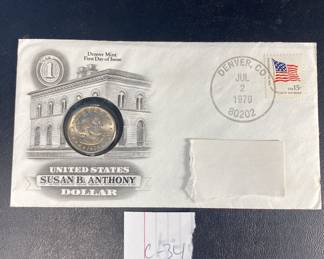 1
Denver Mint
First Day of Issue
DENVER, CO
JUL
2
1979
80202
USA 15c
UNITED STATES
SUSAN B. ANTHONY
DOLLAR
C-34